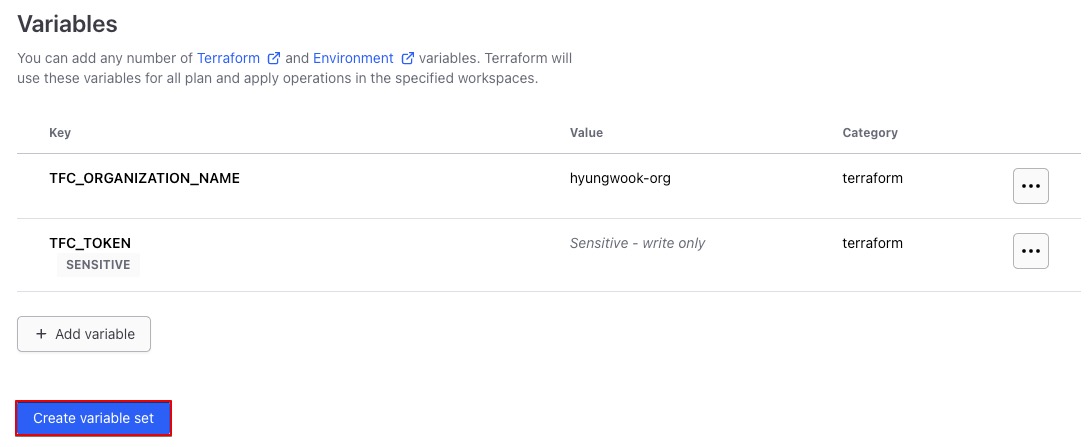 Variables
You can add any number of Terraform and Environment variables. Terraform will
use these variables for all plan and apply operations in the specified workspaces.
Key Value Category
TFC_ORGANIZATION_NAME hyungwook-org terraform
TFC_TOKEN Sensitive - write only terraform
SENSITIVE
+ Add variable
Create variable set